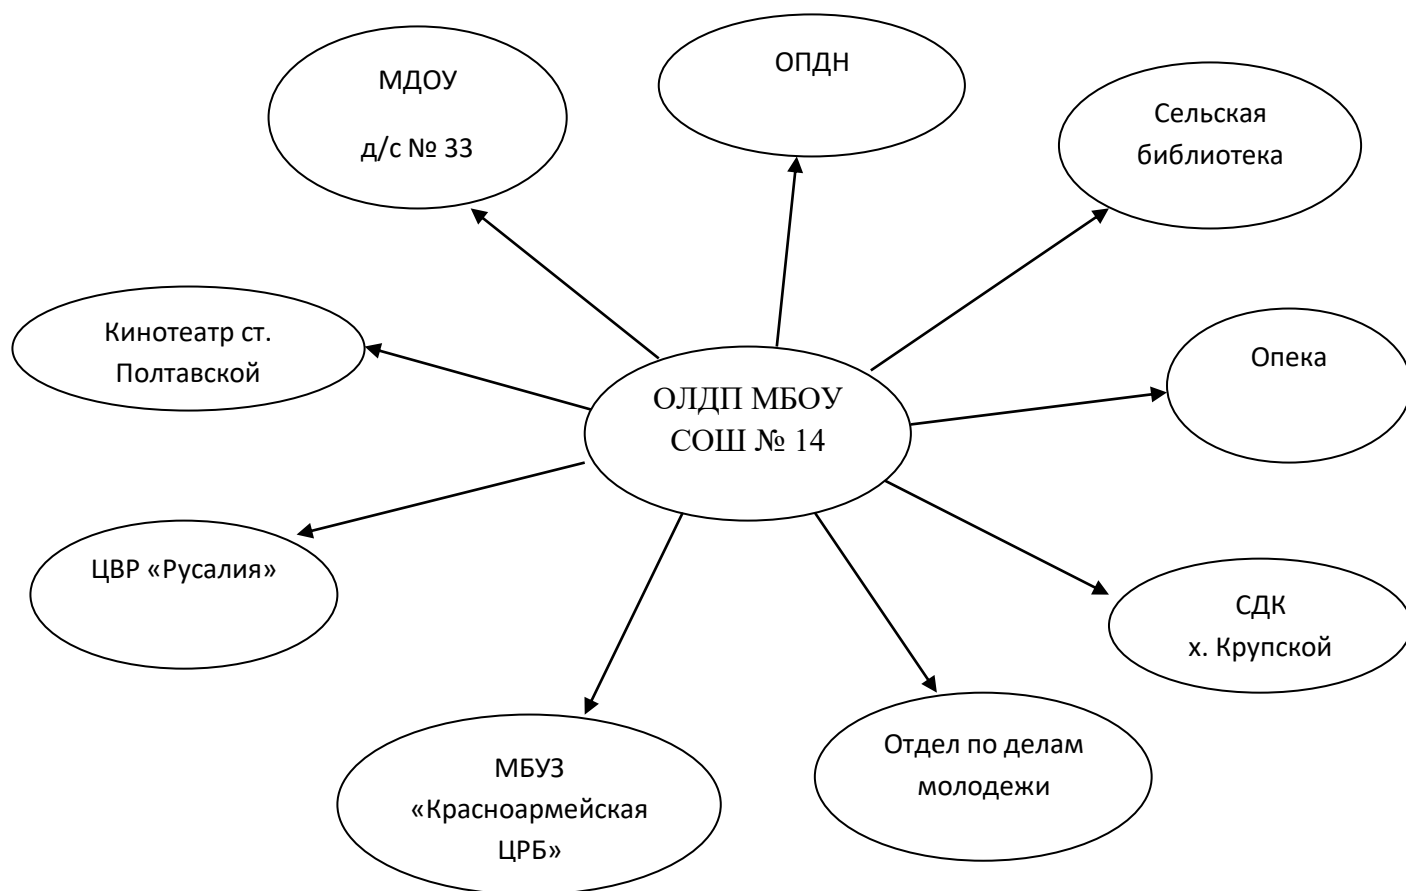 МДОУ
д/с № 33
ОПДН
Сельская
библиотека
Кинотеатр ст.
Полтавской
ОЛДП МБОУ
СОШ № 14
Опека
ЦВР «Русалия»
СДК
х. Крупской
МБУЗ
«Красноармейская
ЦРБ»
Отдел по делам
молодежи